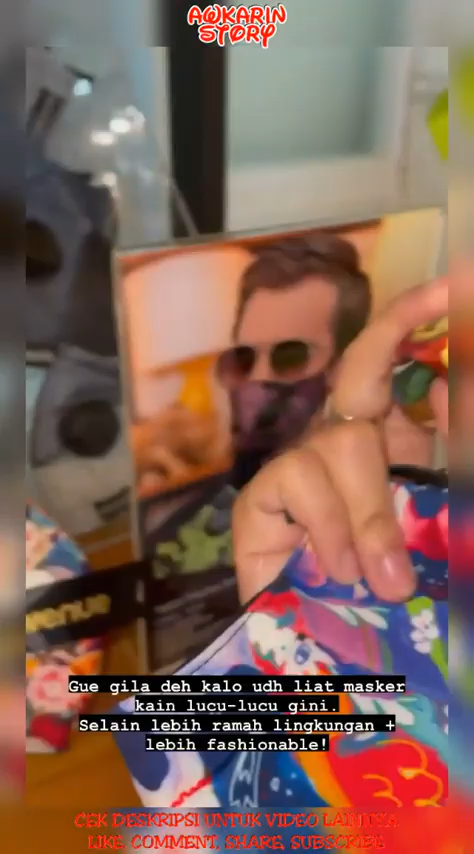 AWKARIN
STORY
venue
Gue gila deh kalo udh liat masker
kain lucu-lucu gini.
Selain lebih ramah lingkungan +
lebih fashionable!
CEK DESKRIPSI UNTUK VIDEO LAINNYA
LIKE, COMMENT, SHARE, SUBSCRIBE